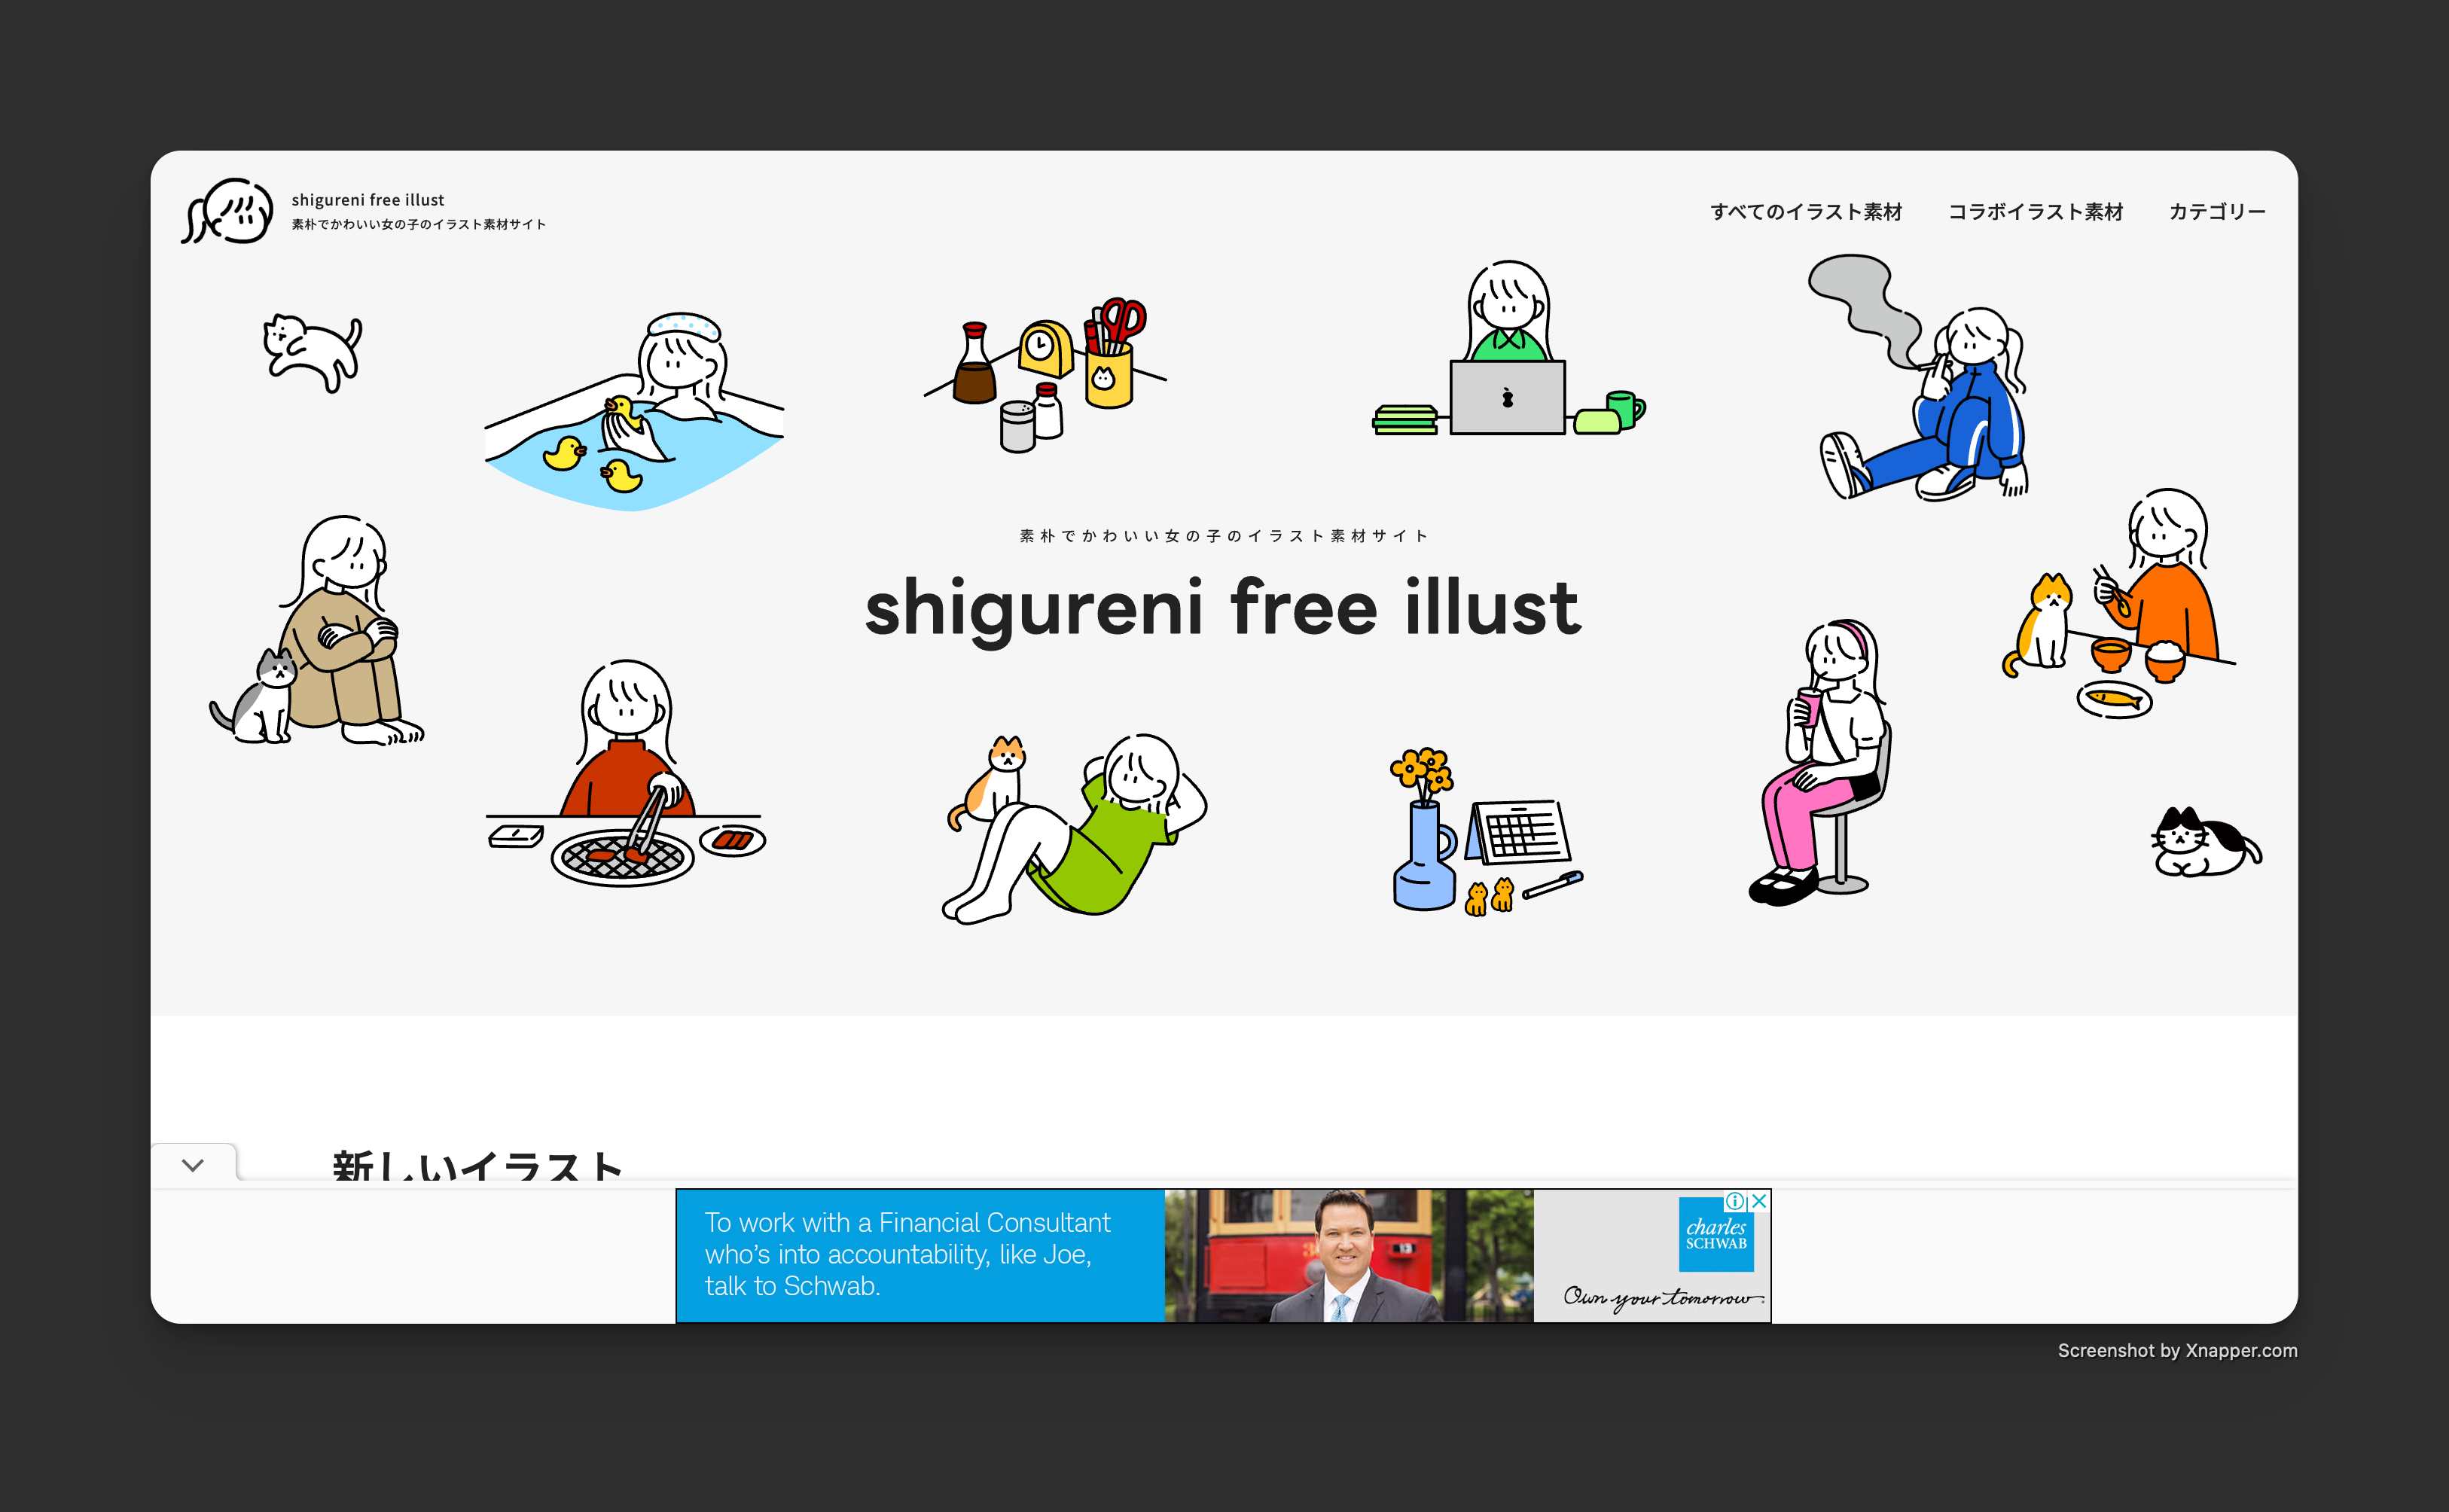 shigureni free illust
素朴でかわいい女の子のイラスト素材サイト
すべてのイラスト素材
コラボイラスト素材
カテゴリー
素朴でかわいい女の子のイラスト素材サイト
shigureni free illust
新しいイラスト
To work with a Financial Consultant
who's into accountability, like Joe,
talk to Schwab.
charles
SCHWAB
Own your tomorrow
Screenshot by Xnapper.com